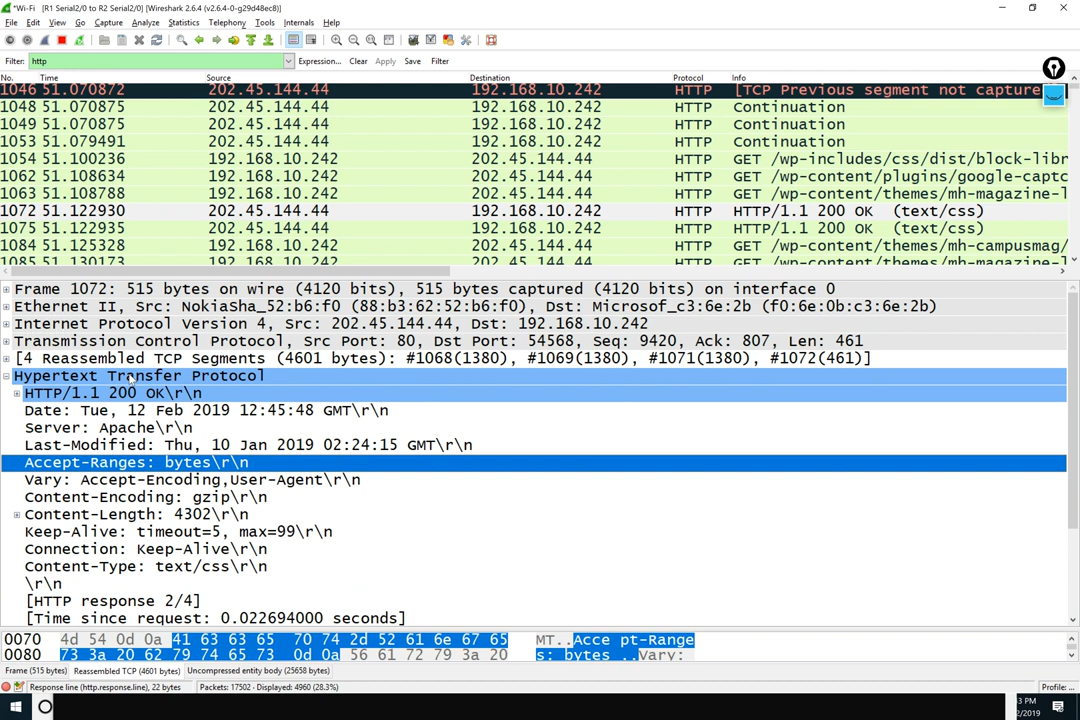 *Wi-Fi [R1 Serial2/0 to R2 Serial2/0] [Wireshark 2.6.4 (v2.6.4-0-g29d48ec8)]
File Edit View Go Capture Analyze Statistics Telephony Tools Internals Help
Filter: http Expression... Clear Apply Save Filter
No. Time Source Destination Protocol Info
1046 51.070872 202.45.144.44 192.168.10.242 HTTP [TCP Previous segment not capture
1048 51.070875 202.45.144.44 192.168.10.242 HTTP Continuation
1049 51.070875 202.45.144.44 192.168.10.242 HTTP Continuation
1053 51.079491 202.45.144.44 192.168.10.242 HTTP Continuation
1054 51.100236 192.168.10.242 202.45.144.44 HTTP GET /wp-includes/css/dist/block-libr
1062 51.108634 192.168.10.242 202.45.144.44 HTTP GET /wp-content/plugins/google-captc
1063 51.108788 192.168.10.242 202.45.144.44 HTTP GET /wp-content/themes/mh-magazine-l
1072 51.122930 202.45.144.44 192.168.10.242 HTTP HTTP/1.1 200 OK (text/css)
1075 51.122935 202.45.144.44 192.168.10.242 HTTP HTTP/1.1 200 OK (text/css)
1084 51.125328 192.168.10.242 202.45.144.44 HTTP GET /wp-content/themes/mh-campusmag/
1085 51.130173 192.168.10.242 202.45.144.44 HTTP GET /wp-content/themes/mh-magazine-l
Frame 1072: 515 bytes on wire (4120 bits), 515 bytes captured (4120 bits) on interface 0
Ethernet II, Src: NokiaSha_52:b6:f0 (88:b3:62:52:b6:f0), Dst: Microsof_c3:6e:2b (f0:6e:0b:c3:6e:2b)
Internet Protocol Version 4, Src: 202.45.144.44, Dst: 192.168.10.242
Transmission Control Protocol, Src Port: 80, Dst Port: 54568, Seq: 9420, Ack: 807, Len: 461
[4 Reassembled TCP Segments (4601 bytes): #1068(1380), #1069(1380), #1071(1380), #1072(461)]
Hypertext Transfer Protocol
HTTP/1.1 200 OK\r\n
Date: Tue, 12 Feb 2019 12:45:48 GMT\r\n
Server: Apache\r\n
Last-Modified: Thu, 10 Jan 2019 02:24:15 GMT\r\n
Accept-Ranges: bytes\r\n
Vary: Accept-Encoding,User-Agent\r\n
Content-Encoding: gzip\r\n
Content-Length: 4302\r\n
Keep-Alive: timeout=5, max=99\r\n
Connection: Keep-Alive\r\n
Content-Type: text/css\r\n
\r\n
[HTTP response 2/4]
[Time since request: 0.022694000 seconds]
0070 4d 54 0d 0a 41 63 63 65 70 74 2d 52 61 6e 67 65 MT..Acce pt-Range
0080 73 3a 20 62 79 74 65 73 0d 0a 56 61 72 79 3a 20 s: bytes ..Vary:
Frame (515 bytes) Reassembled TCP (4601 bytes) Uncompressed entity body (25658 bytes)
Response line (http.response.line), 22 bytes Packets: 17502 · Displayed: 4960 (28.3%) Profile: ...
3 PM
2/2019